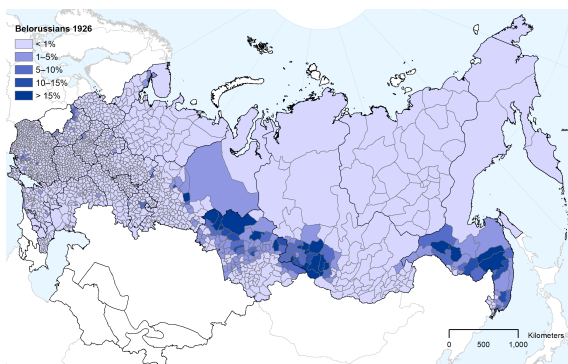 Belorussians 1926
< 1%
1–5%
5–10%
10–15%
> 15%
Kilometers
0 500 1,000